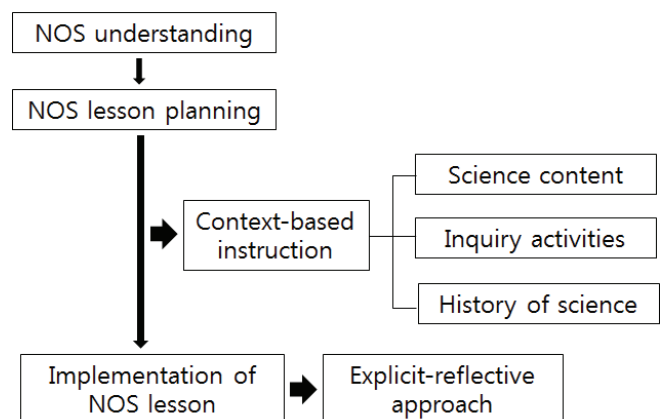 NOS understanding
NOS lesson planning
Context-based
instruction
Science content
Inquiry activities
History of science
Implementation of
NOS lesson
Explicit-reflective
approach